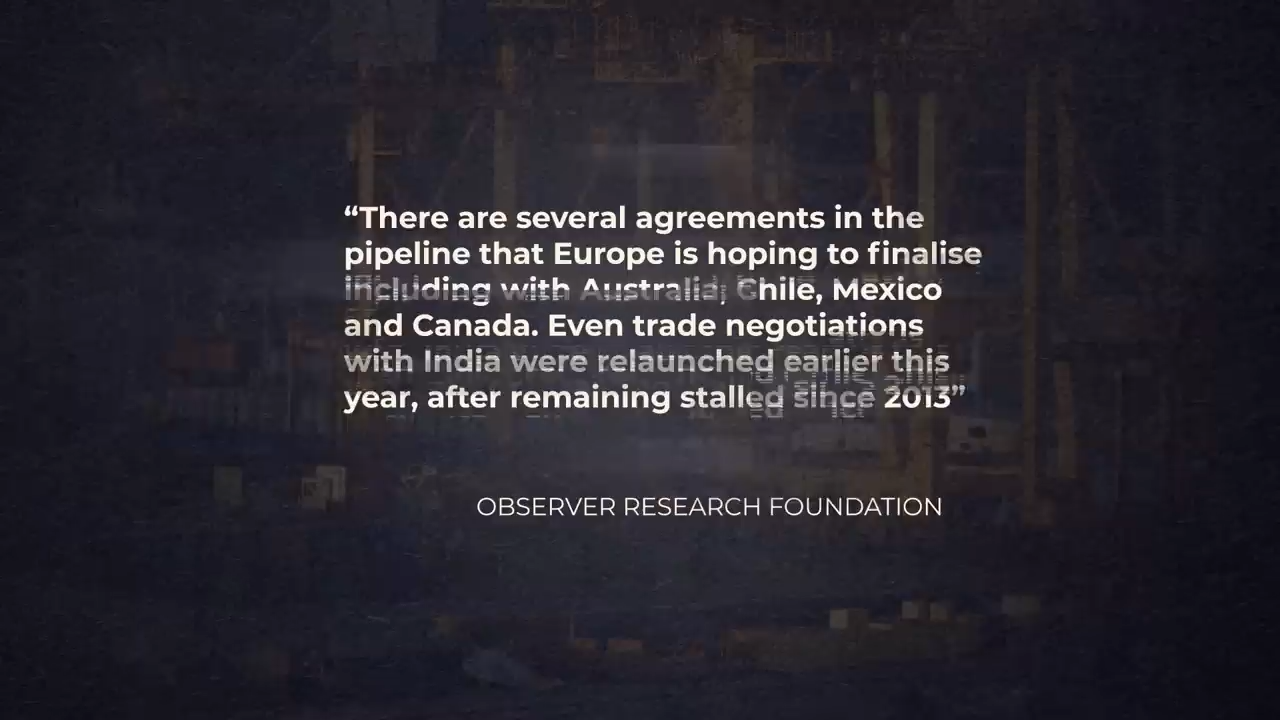 “There are several agreements in the
pipeline that Europe is hoping to finalise
including with Australia, Chile, Mexico
and Canada. Even trade negotiations
with India were relaunched earlier this
year, after remaining stalled since 2013”
OBSERVER RESEARCH FOUNDATION